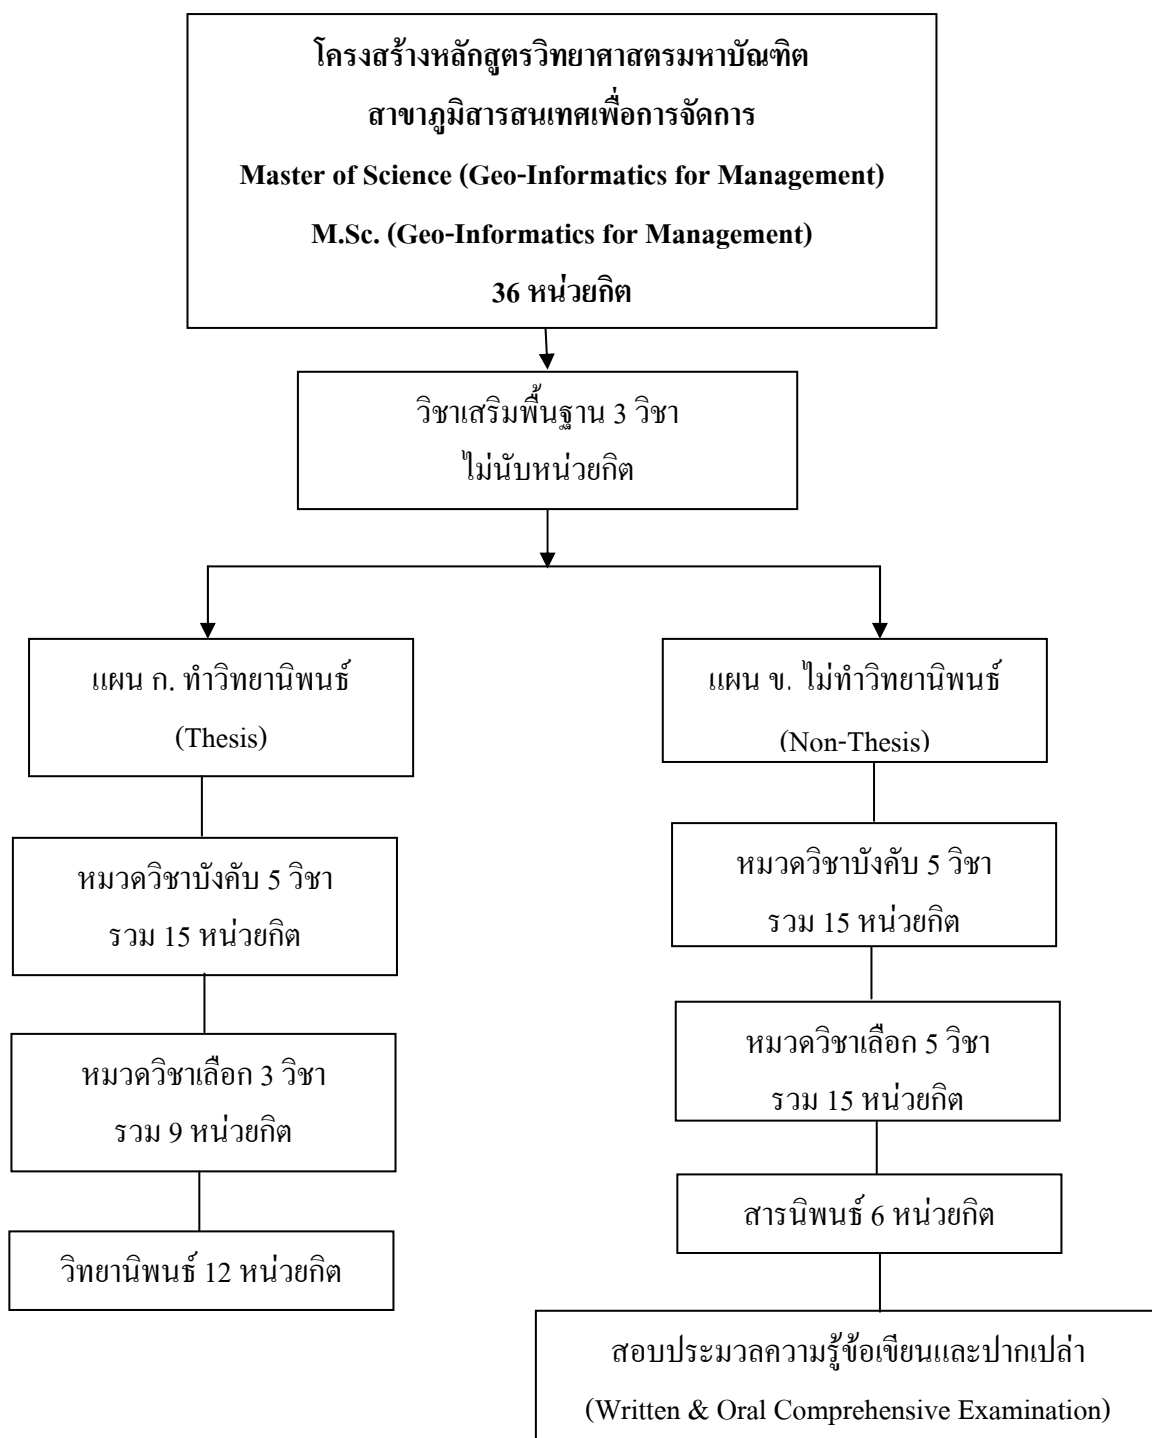 โครงสร้างหลักสูตรวิทยาศาสตรมหาบัณฑิต
สาขาภูมิสารสนเทศเพื่อการจัดการ
Master of Science (Geo-Informatics for Management)
M.Sc. (Geo-Informatics for Management)
36 หน่วยกิต
วิชาเสริมพื้นฐาน 3 วิชา
ไม่นับหน่วยกิต
แผน ก. ทำวิทยานิพนธ์
(Thesis)
หมวดวิชาบังคับ 5 วิชา
รวม 15 หน่วยกิต
หมวดวิชาเลือก 3 วิชา
รวม 9 หน่วยกิต
วิทยานิพนธ์ 12 หน่วยกิต
แผน ข. ไม่ทำวิทยานิพนธ์
(Non-Thesis)
หมวดวิชาบังคับ 5 วิชา
รวม 15 หน่วยกิต
หมวดวิชาเลือก 5 วิชา
รวม 15 หน่วยกิต
สารนิพนธ์ 6 หน่วยกิต
สอบประมวลความรู้ข้อเขียนและปากเปล่า
(Written & Oral Comprehensive Examination)